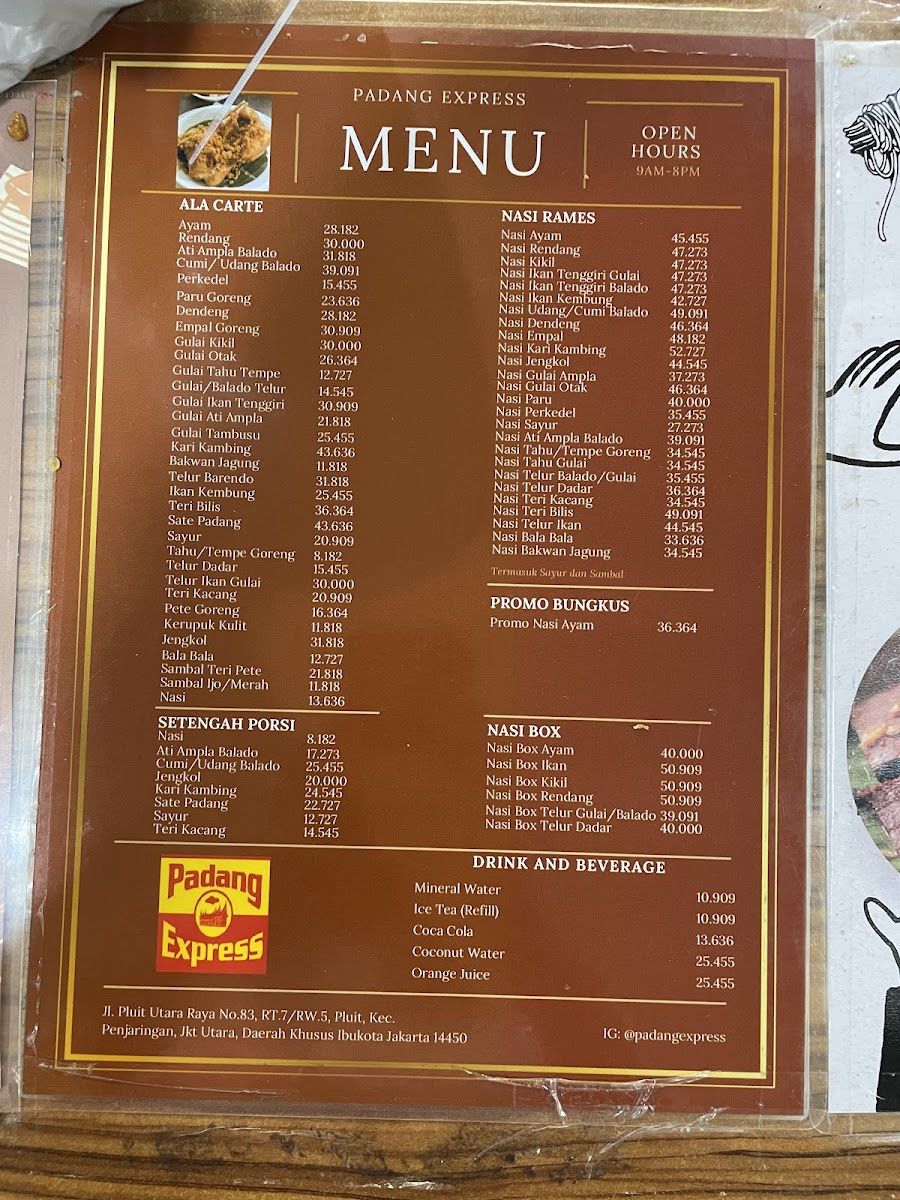 PADANG EXPRESS
MENU
OPEN
HOURS
9AM-8PM
ALA CARTE
Ayam 28.182
Rendang 30.000
Ati Ampla Balado 31.818
Cumi/ Udang Balado 39.091
Perkedel 15.455
Paru Goreng 23.636
Dendeng 28.182
Empal Goreng 30.909
Gulai Kikil 30.000
Gulai Otak 26.364
Gulai Tahu Tempe 12.727
Gulai/Balado Telur 14.545
Gulai Ikan Tenggiri 30.909
Gulai Ati Ampla 21.818
Gulai Tambusu 25.455
Kari Kambing 43.636
Bakwan Jagung 11.818
Telur Barendo 31.818
Ikan Kembung 25.455
Teri Bilis 36.364
Sate Padang 43.636
Sayur 20.909
Tahu/Tempe Goreng 8.182
Telur Dadar 15.455
Telur Ikan Gulai 30.000
Teri Kacang 20.909
Pete Goreng 16.364
Kerupuk Kulit 11.818
Jengkol 31.818
Bala Bala 12.727
Sambal Teri Pete 21.818
Sambal Ijo/Merah 11.818
Nasi 13.636
SETENGAH PORSI
Nasi 8.182
Ati Ampla Balado 17.273
Cumi/Udang Balado 25.455
Jengkol 20.000
Kari Kambing 24.545
Sate Padang 22.727
Sayur 12.727
Teri Kacang 14.545
NASI RAMES
Nasi Ayam 45.455
Nasi Rendang 47.273
Nasi Kikil 47.273
Nasi Ikan Tenggiri Gulai 47.273
Nasi Ikan Tenggiri Balado 47.273
Nasi Ikan Kembung 42.727
Nasi Udang/Cumi Balado 49.091
Nasi Dendeng 46.364
Nasi Empal 48.182
Nasi Kari Kambing 52.727
Nasi Jengkol 44.545
Nasi Gulai Ampla 37.273
Nasi Gulai Otak 46.364
Nasi Paru 40.000
Nasi Perkedel 35.455
Nasi Sayur 27.273
Nasi Ati Ampla Balado 39.091
Nasi Tahu/Tempe Goreng 34.545
Nasi Tahu Gulai 34.545
Nasi Telur Balado/Gulai 35.455
Nasi Telur Dadar 36.364
Nasi Teri Kacang 34.545
Nasi Teri Bilis 49.091
Nasi Telur Ikan 44.545
Nasi Bala Bala 33.636
Nasi Bakwan Jagung 34.545
Termasuk Sayur dan Sambal
PROMO BUNGKUS
Promo Nasi Ayam 36.364
NASI BOX
Nasi Box Ayam 40.000
Nasi Box Ikan 50.909
Nasi Box Kikil 50.909
Nasi Box Rendang 50.909
Nasi Box Telur Gulai/Balado 39.091
Nasi Box Telur Dadar 40.000
DRINK AND BEVERAGE
Mineral Water 10.909
Ice Tea (Refill) 10.909
Coca Cola 13.636
Coconut Water 25.455
Orange Juice 25.455
Padang
Express
Jl. Pluit Utara Raya No.83, RT.7/RW.5, Pluit, Kec.
Penjaringan, Jkt Utara, Daerah Khusus Ibukota Jakarta 14450
IG: @padangexpress